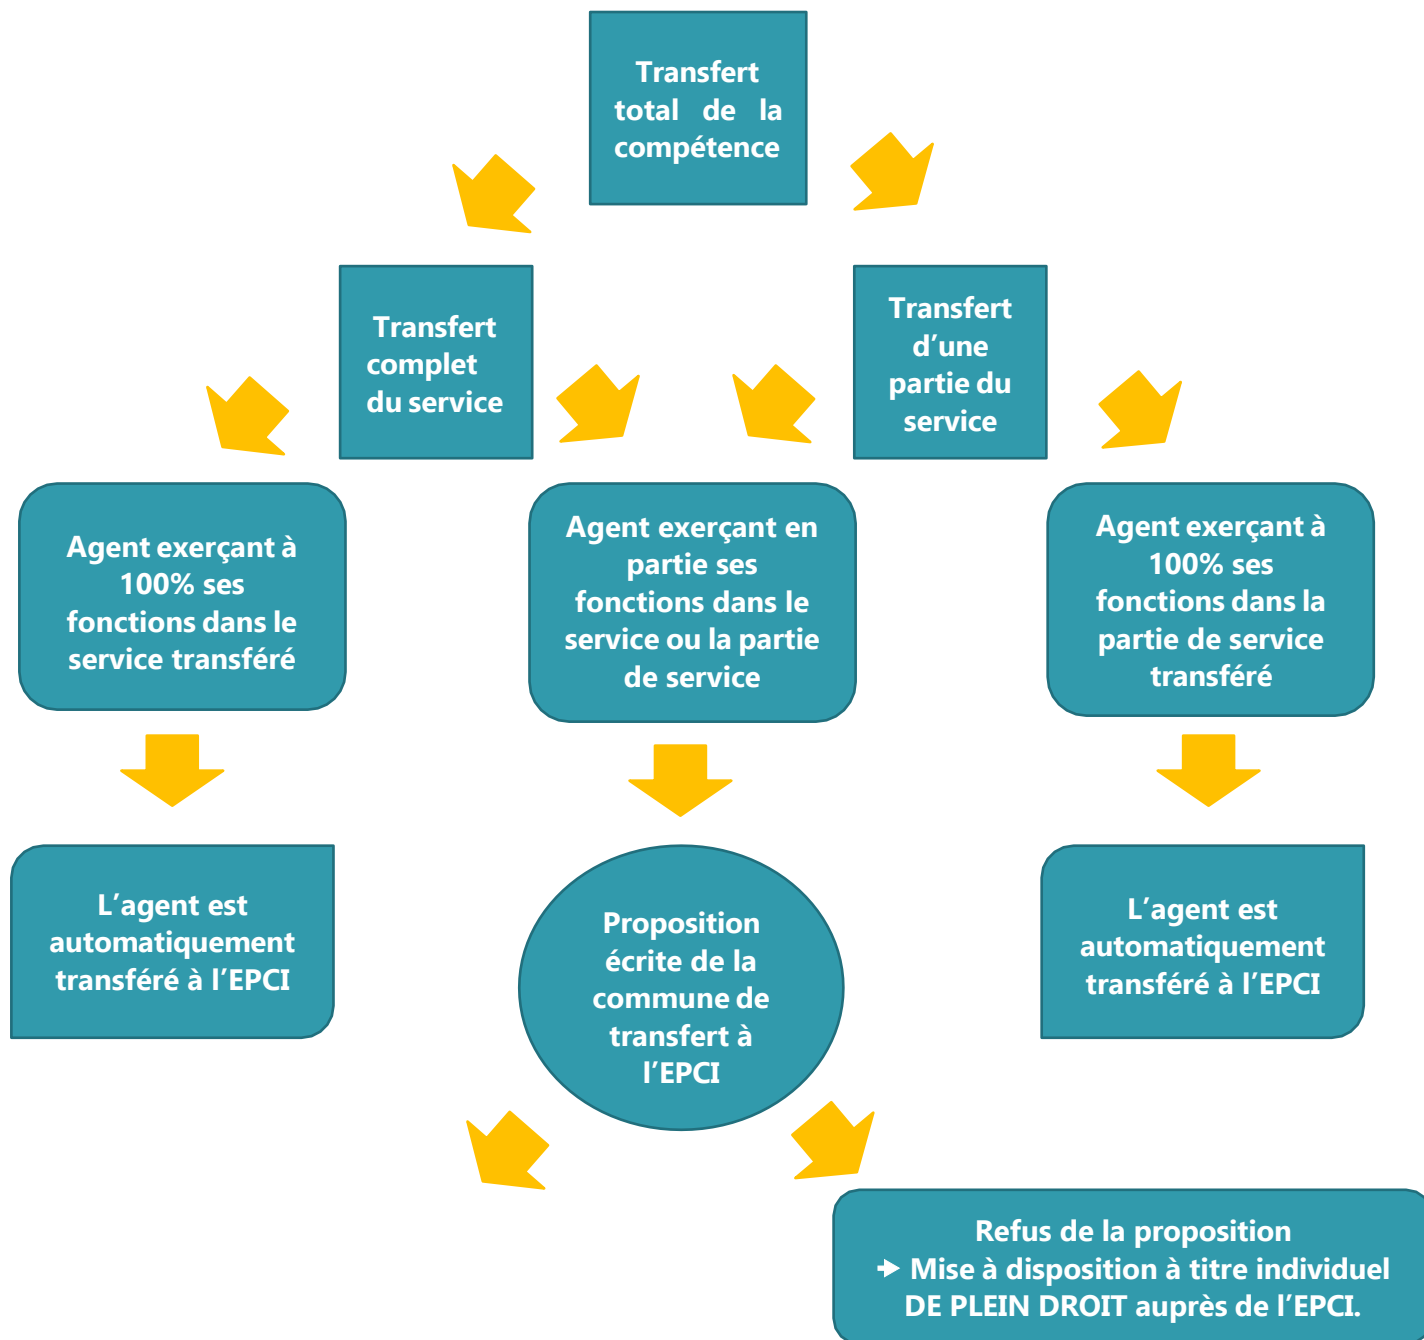 Transfert
total de la
compétence
Transfert
complet
du service
Transfert
d'une
partie du
service
Agent exerçant à
100% ses
fonctions dans le
service transféré
Agent exerçant en
partie ses
fonctions dans le
service ou la partie
de service
Agent exerçant à
100% ses
fonctions dans la
partie de service
transféré
L'agent est
automatiquement
transféré à l'EPCI
Proposition
écrite de la
commune de
transfert à
l'EPCI
L'agent est
automatiquement
transféré à l'EPCI
Refus de la proposition
➔ Mise à disposition à titre individuel
DE PLEIN DROIT auprès de l'EPCI.